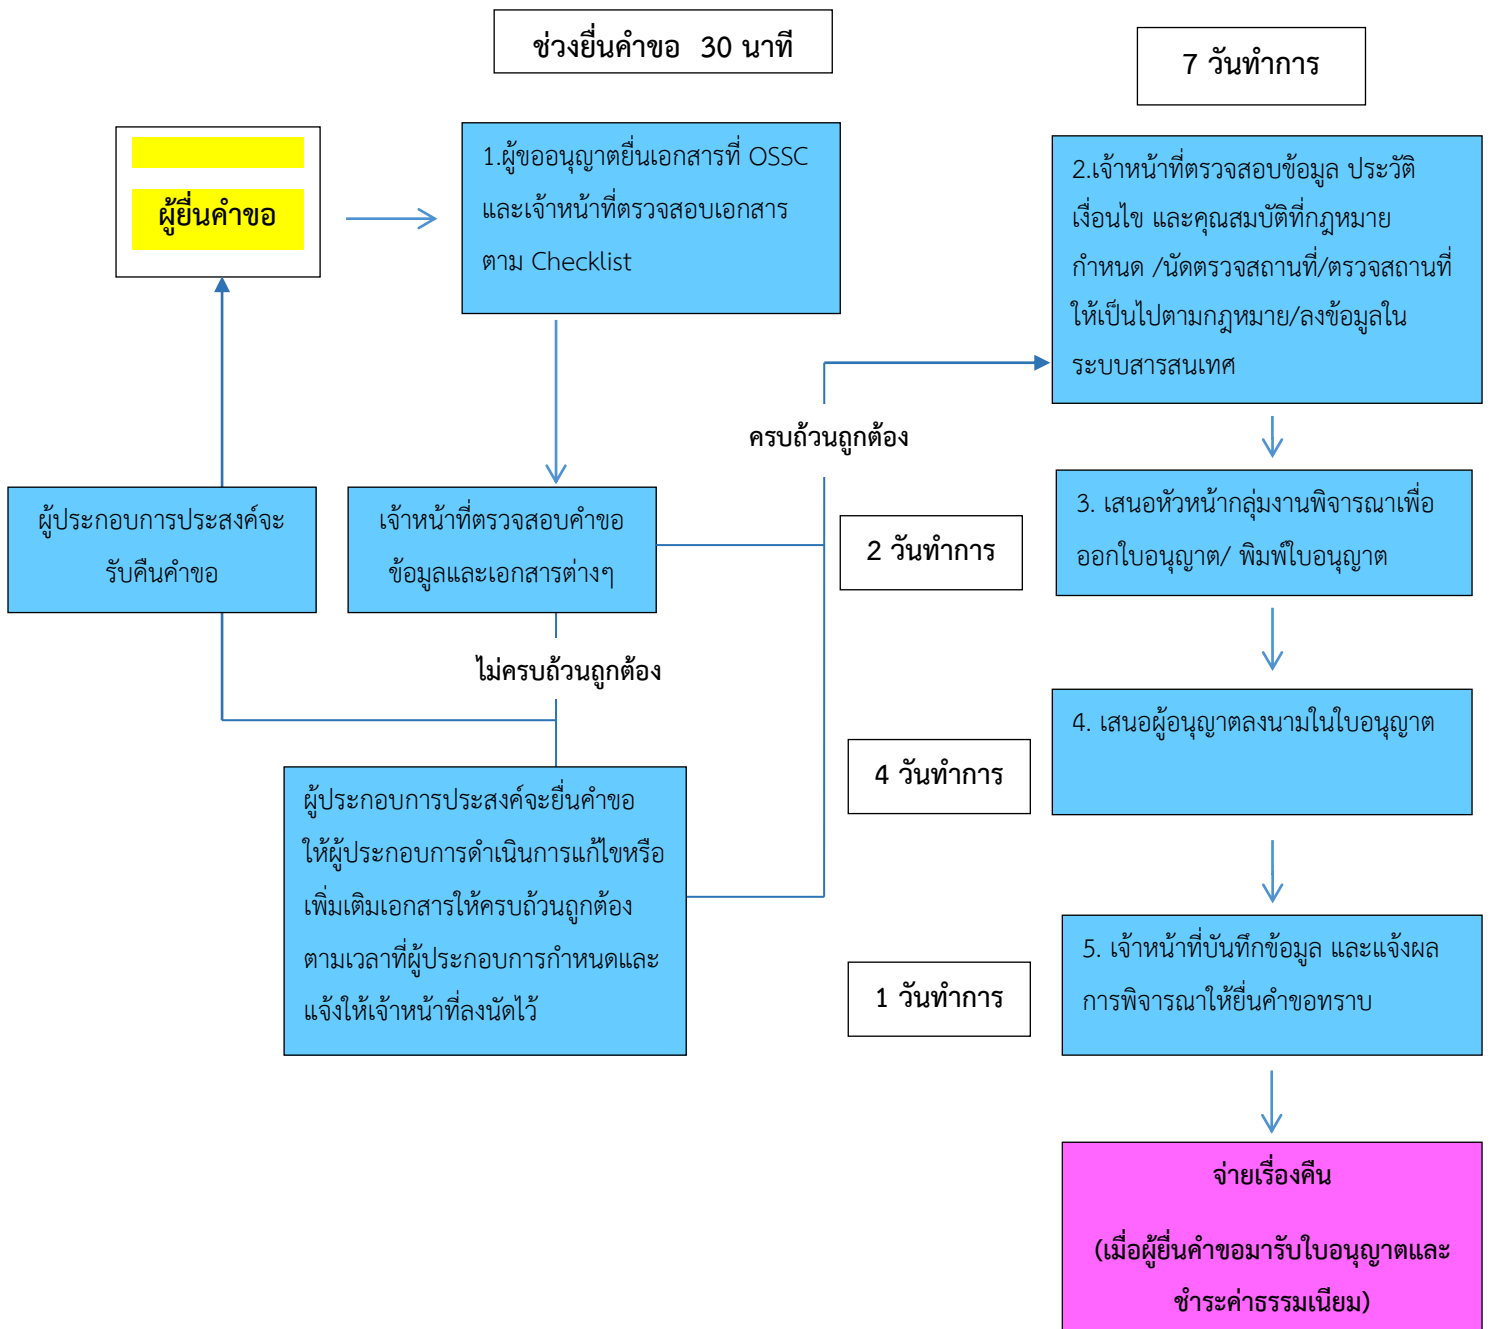 ช่วงยื่นคำขอ 30 นาที
7 วันทำการ
ผู้ยื่นคำขอ
1.ผู้ขออนุญาตยื่นเอกสารที่ OSSC
และเจ้าหน้าที่ตรวจสอบเอกสาร
ตาม Checklist
2.เจ้าหน้าที่ตรวจสอบข้อมูล ประวัติ
เงื่อนไข และคุณสมบัติที่กฎหมาย
กำหนด /นัดตรวจสถานที่/ตรวจสถานที่
ให้เป็นไปตามกฎหมาย/ลงข้อมูลใน
ระบบสารสนเทศ
ครบถ้วนถูกต้อง
ผู้ประกอบการประสงค์จะ
รับคืนคำขอ
เจ้าหน้าที่ตรวจสอบคำขอ
ข้อมูลและเอกสารต่างๆ
2 วันทำการ
3. เสนอหัวหน้ากลุ่มงานพิจารณาเพื่อ
ออกใบอนุญาต/ พิมพ์ใบอนุญาต
ไม่ครบถ้วนถูกต้อง
4 วันทำการ
4. เสนอผู้อนุญาตลงนามในใบอนุญาต
ผู้ประกอบการประสงค์จะยื่นคำขอ
ให้ผู้ประกอบการดำเนินการแก้ไขหรือ
เพิ่มเติมเอกสารให้ครบถ้วนถูกต้อง
ตามเวลาที่ผู้ประกอบการกำหนดและ
แจ้งให้เจ้าหน้าที่ลงนัดไว้
1 วันทำการ
5. เจ้าหน้าที่บันทึกข้อมูล และแจ้งผล
การพิจารณาให้ยื่นคำขอทราบ
จ่ายเรื่องคืน
(เมื่อผู้ยื่นคำขอมารับใบอนุญาตและ
ชำระค่าธรรมเนียม)